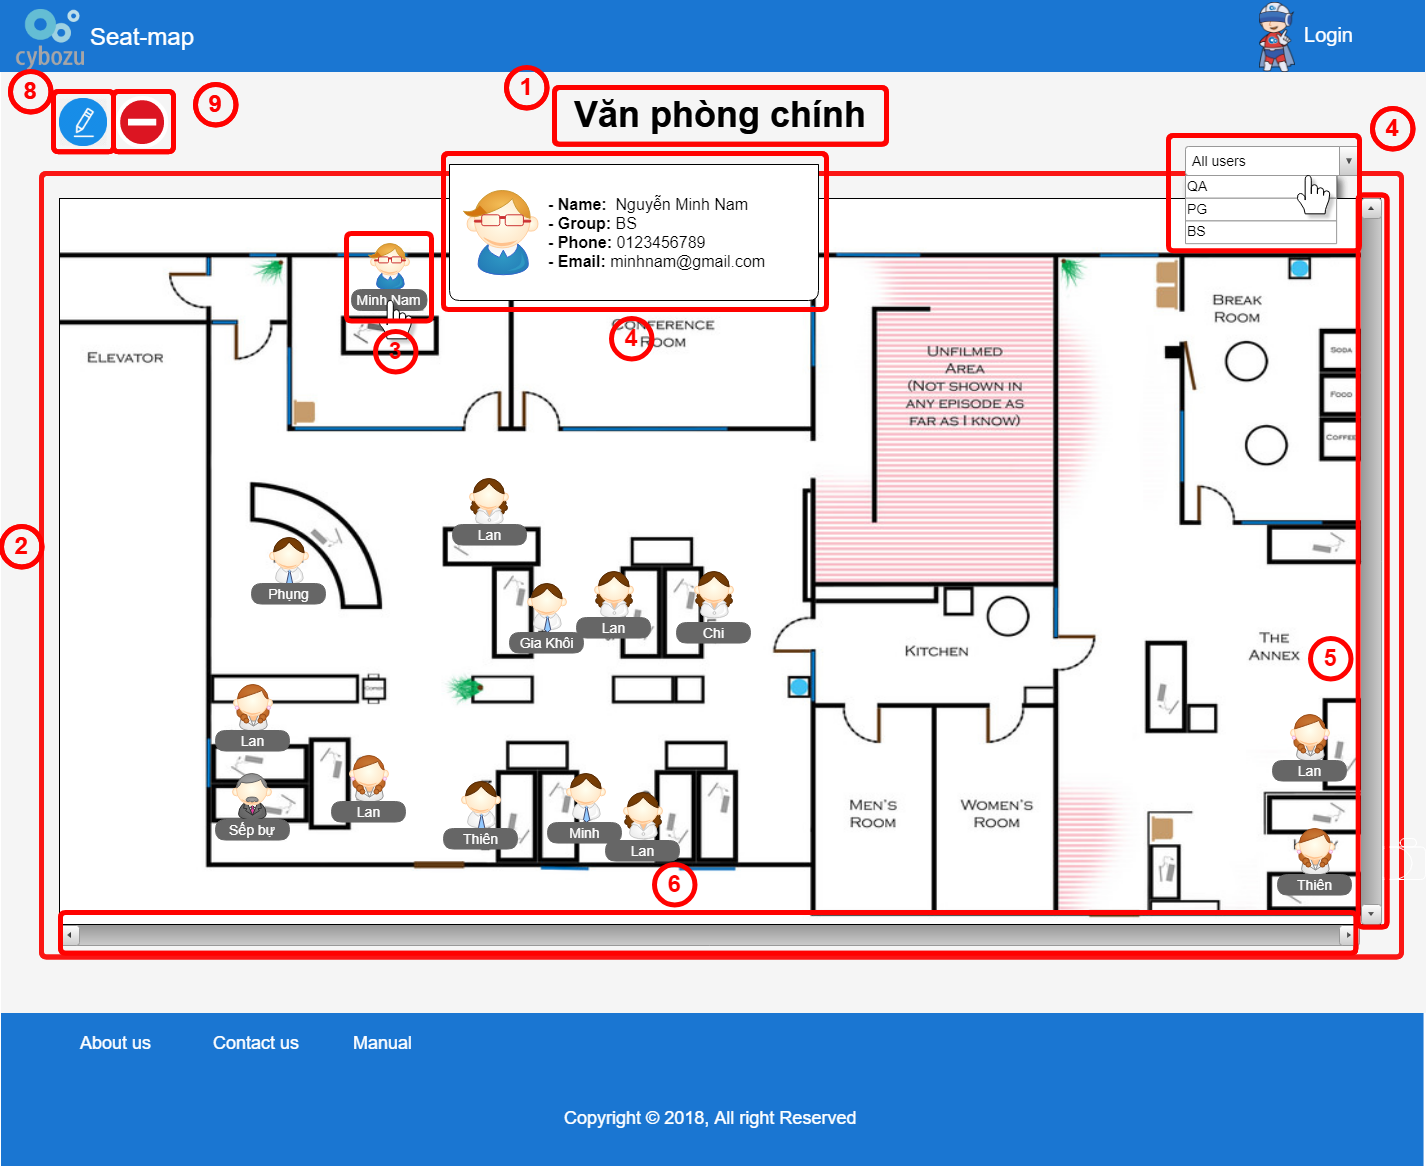 cybozu
Seat-map
Login
8
9
1
Văn phòng chính
4
All users
QA
PG
BS
- Name: Nguyễn Minh Nam
- Group: BS
- Phone: 0123456789
- Email: minhnam@gmail.com
Minh Nam
3
4
CONFERENCE
ROOM
ELEVATOR
UNFILMED
AREA
(NOT SHOWN IN
ANY EPISODE AS
FAR AS I KNOW)
BREAK
ROOM
SODA
FOOD
COFFEE
2
Lan
Phụng
Gia Khôi
Lan
Chi
KITCHEN
THE
ANNEX
5
Lan
Sếp bự
Lan
Thiên
Minh
Lan
MEN'S
ROOM
WOMEN'S
ROOM
Lan
Thiên
6
About us
Contact us
Manual
Copyright © 2018, All right Reserved